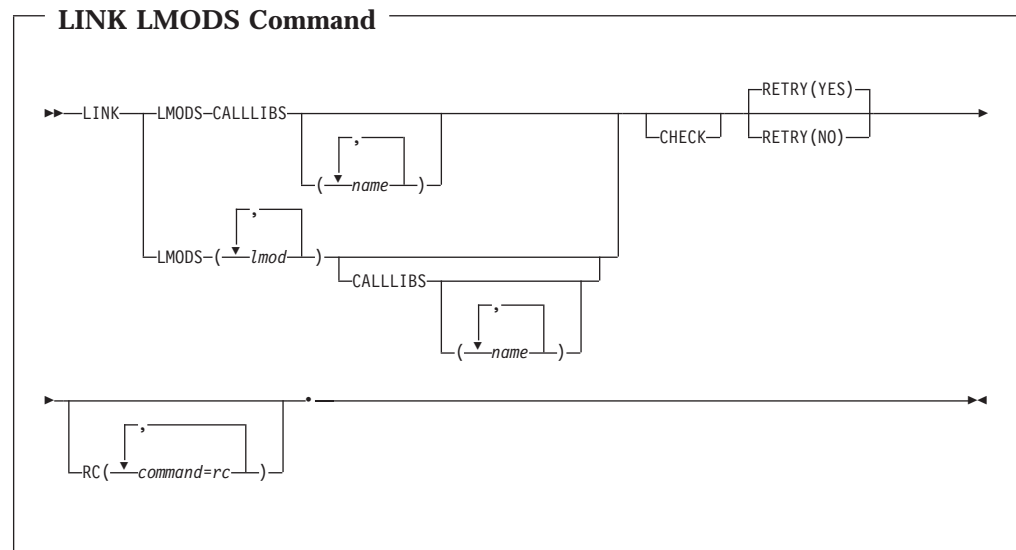 LINK LMODS Command
LINK LMODS CALLLIBS CHECK RETRY(YES)
RETRY(NO)
( , name )
LMODS ( , lmod )
CALLLIBS
( , name )
.
RC( , command=rc )